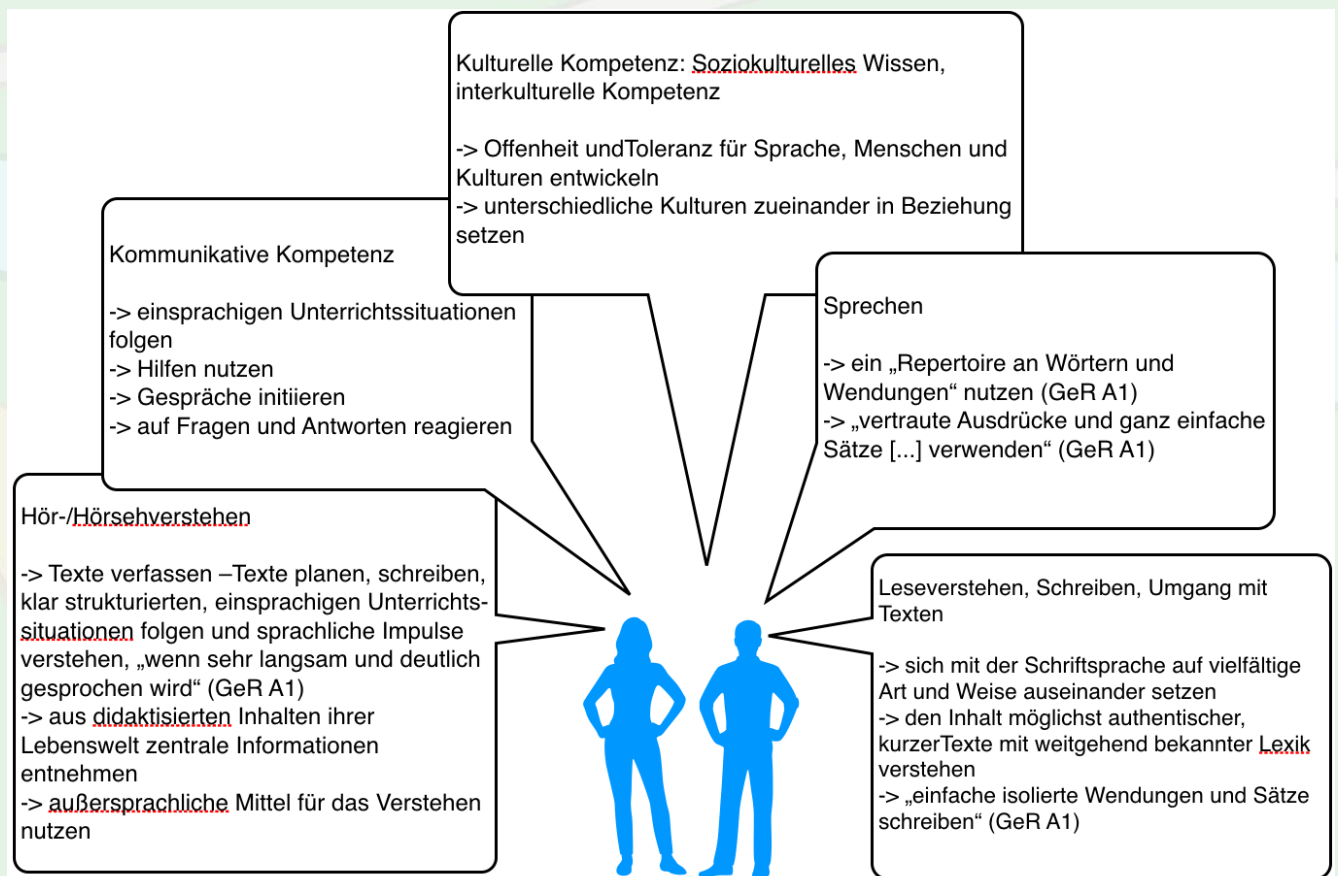 Kulturelle Kompetenz: Soziokulturelles Wissen,
interkulturelle Kompetenz
-> Offenheit undToleranz für Sprache, Menschen und
Kulturen entwickeln
-> unterschiedliche Kulturen zueinander in Beziehung
setzen
Kommunikative Kompetenz
-> einsprachigen Unterrichtssituationen
folgen
-> Hilfen nutzen
-> Gespräche initiieren
-> auf Fragen und Antworten reagieren
Sprechen
-> ein „Repertoire an Wörtern und
Wendungen“ nutzen (GeR A1)
-> „vertraute Ausdrücke und ganz einfache
Sätze [...] verwenden“ (GeR A1)
Hör-/Hörsehverstehen
-> Texte verfassen –Texte planen, schreiben,
klar strukturierten, einsprachigen Unterrichts-
situationen folgen und sprachliche Impulse
verstehen, „wenn sehr langsam und deutlich
gesprochen wird“ (GeR A1)
-> aus didaktisierten Inhalten ihrer
Lebenswelt zentrale Informationen
entnehmen
-> außersprachliche Mittel für das Verstehen
nutzen
Leseverstehen, Schreiben, Umgang mit
Texten
-> sich mit der Schriftsprache auf vielfältige
Art und Weise auseinander setzen
-> den Inhalt möglichst authentischer,
kurzerTexte mit weitgehend bekannter Lexik
verstehen
-> „einfache isolierte Wendungen und Sätze
schreiben“ (GeR A1)